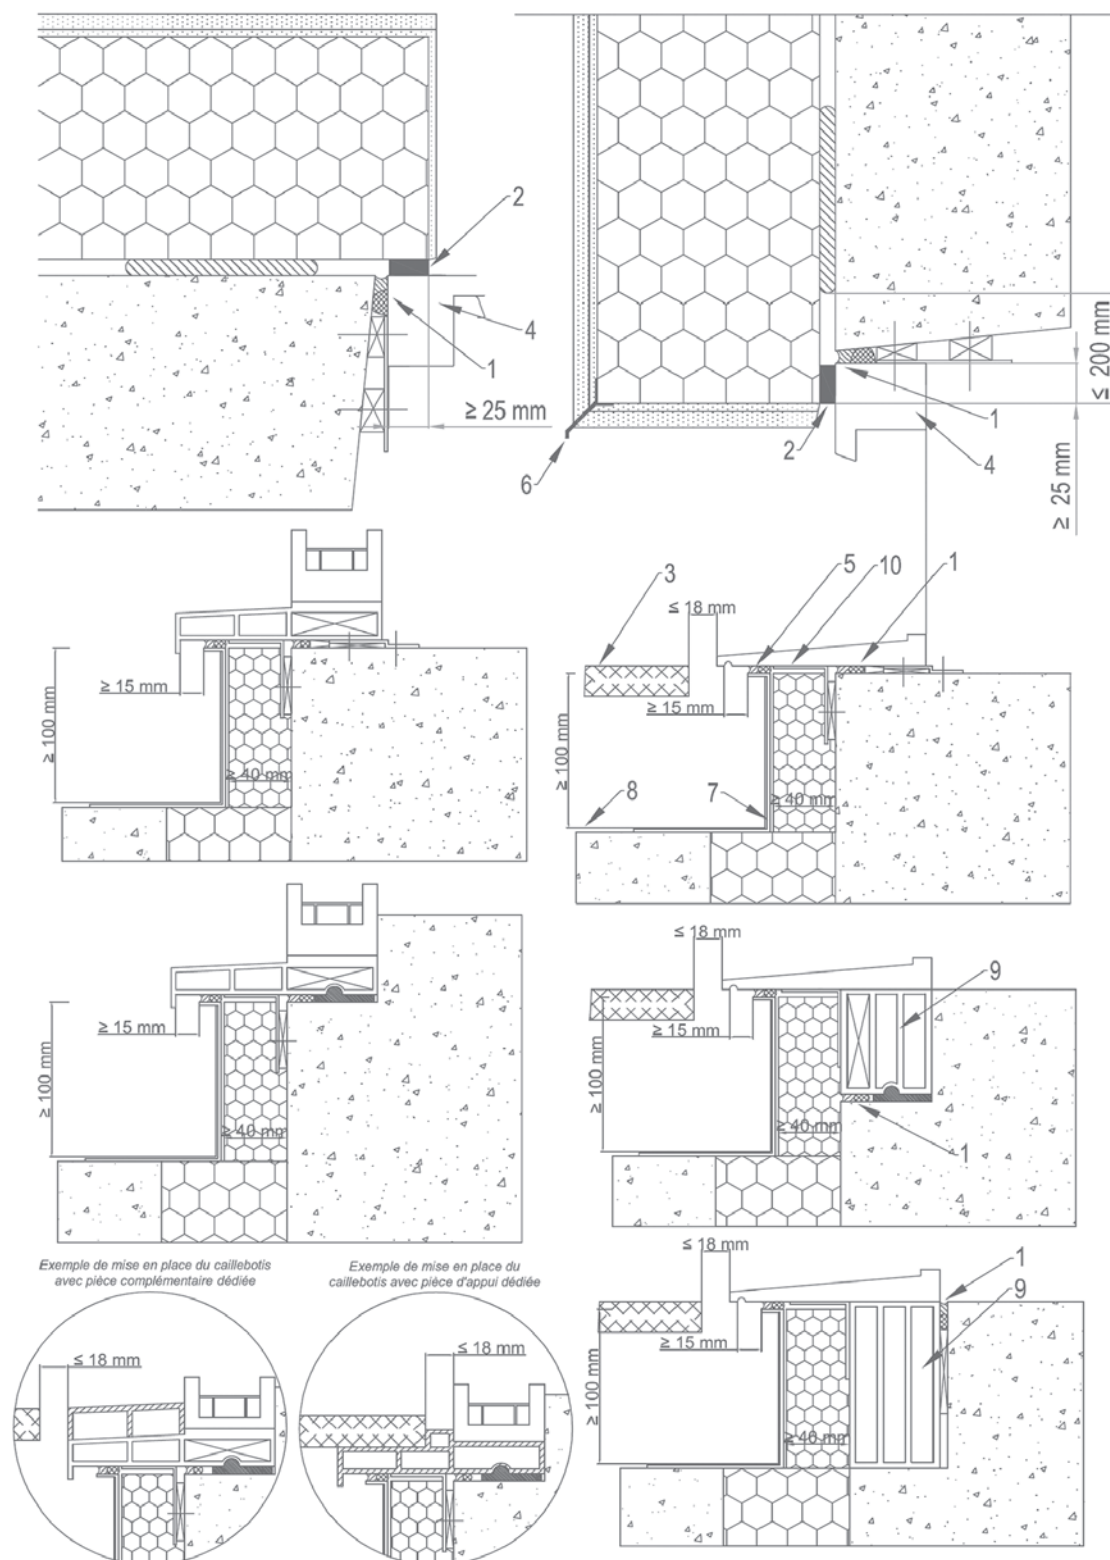 2
4
1
≥ 25 mm
≤ 200 mm
1
2
4
6
≥ 25 mm
≥ 15 mm
≥ 100 mm
≥ 40 mm
3
≤ 18 mm
5
10
1
≥ 15 mm
≥ 100 mm
8
7
≥ 40 mm
≥ 15 mm
≥ 100 mm
≥ 40 mm
≤ 18 mm
9
≥ 15 mm
≥ 100 mm
≥ 40 mm
1
Exemple de mise en place du caillebotis
avec pièce complémentaire dédiée
≤ 18 mm
Exemple de mise en place du
caillebotis avec pièce d'appui dédiée
≤ 18 mm
≤ 18 mm
1
9
≥ 15 mm
≥ 100 mm
≥ 40 mm